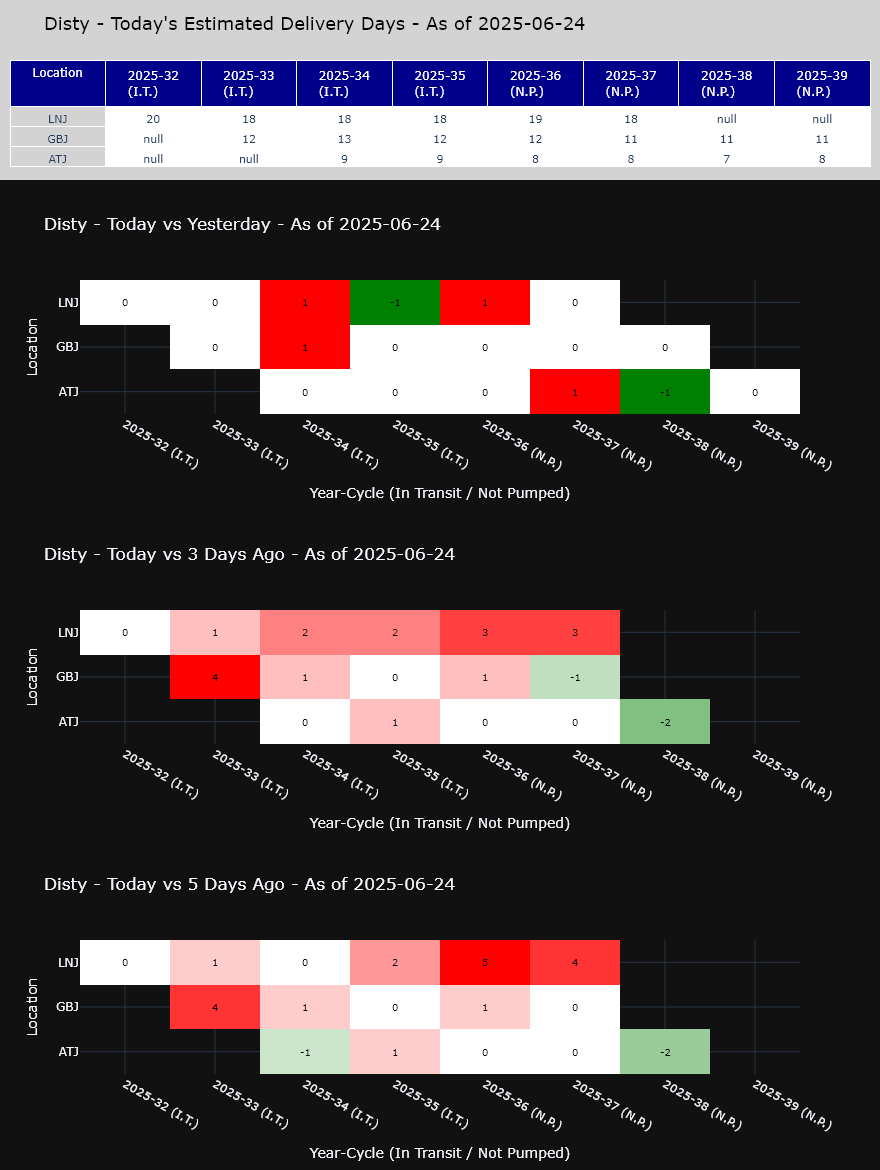 Disty - Today's Estimated Delivery Days - As of 2025-06-24
Location 2025-32 (I.T.) 2025-33 (I.T.) 2025-34 (I.T.) 2025-35 (I.T.) 2025-36 (N.P.) 2025-37 (N.P.) 2025-38 (N.P.) 2025-39 (N.P.)
LNJ 20 18 18 18 19 18 null null
GBJ null 12 13 12 12 11 11 11
ATJ null null 9 9 8 8 7 8
Disty - Today vs Yesterday - As of 2025-06-24
LNJ 0 0 1 -1 1 0
GBJ 0 1 0 0 0 0
ATJ 0 0 0 1 -1 0
Location
2025-32 (I.T.) 2025-33 (I.T.) 2025-34 (I.T.) 2025-35 (I.T.) 2025-36 (N.P.) 2025-37 (N.P.) 2025-38 (N.P.) 2025-39 (N.P.)
Year-Cycle (In Transit / Not Pumped)
Disty - Today vs 3 Days Ago - As of 2025-06-24
LNJ 0 1 2 2 3 3
GBJ 4 1 0 1 -1
ATJ 0 1 0 0 -2
Location
2025-32 (I.T.) 2025-33 (I.T.) 2025-34 (I.T.) 2025-35 (I.T.) 2025-36 (N.P.) 2025-37 (N.P.) 2025-38 (N.P.) 2025-39 (N.P.)
Year-Cycle (In Transit / Not Pumped)
Disty - Today vs 5 Days Ago - As of 2025-06-24
LNJ 0 1 0 2 5 4
GBJ 4 1 0 1 0
ATJ -1 1 0 0 -2
Location
2025-32 (I.T.) 2025-33 (I.T.) 2025-34 (I.T.) 2025-35 (I.T.) 2025-36 (N.P.) 2025-37 (N.P.) 2025-38 (N.P.) 2025-39 (N.P.)
Year-Cycle (In Transit / Not Pumped)